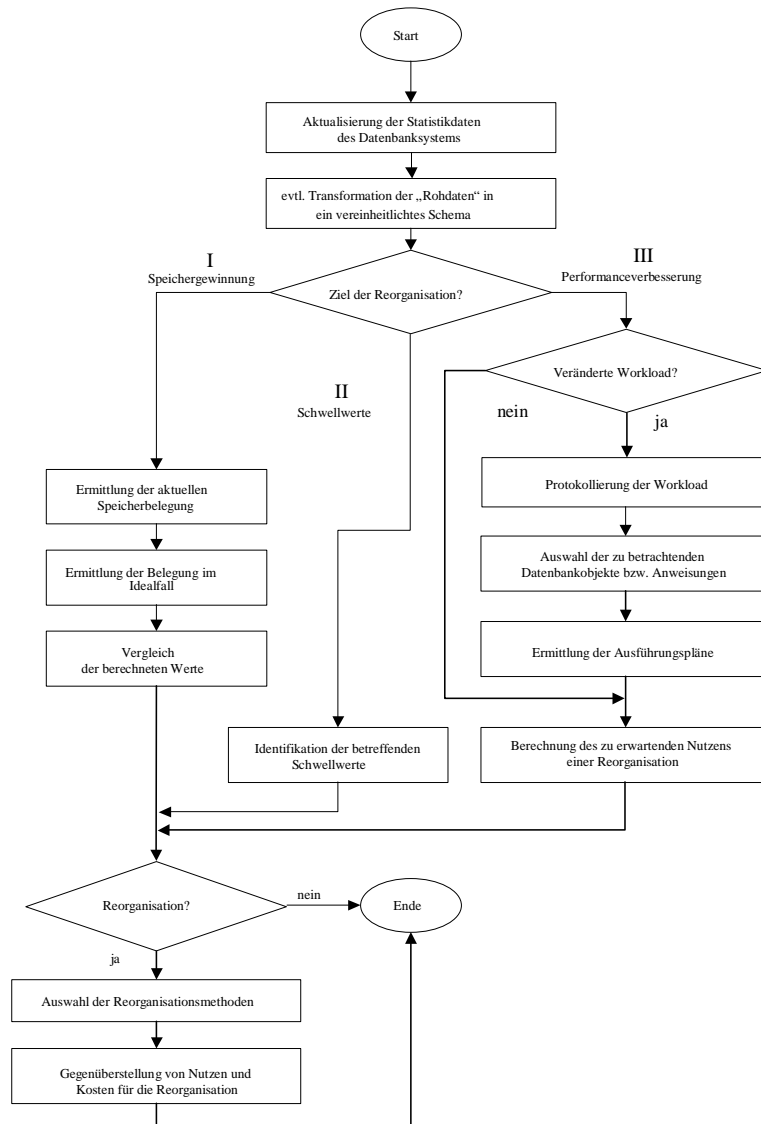 Start
Aktualisierung der Statistikdaten
des Datenbanksystems
evtl. Transformation der „Rohdaten“ in
ein vereinheitlichtes Schema
I
Speichergewinnung
III
Performanceverbesserung
Ziel der Reorganisation?
Veränderte Workload?
II
Schwellwerte
nein
ja
Ermittlung der aktuellen
Speicherbelegung
Protokollierung der Workload
Ermittlung der Belegung im
Idealfall
Auswahl der zu betrachtenden
Datenbankobjekte bzw. Anweisungen
Vergleich
der berechneten Werte
Ermittlung der Ausführungspläne
Identifikation der betreffenden
Schwellwerte
Berechnung des zu erwartenden Nutzens
einer Reorganisation
Reorganisation?
nein
Ende
ja
Auswahl der Reorganisationsmethoden
Gegenüberstellung von Nutzen und
Kosten für die Reorganisation